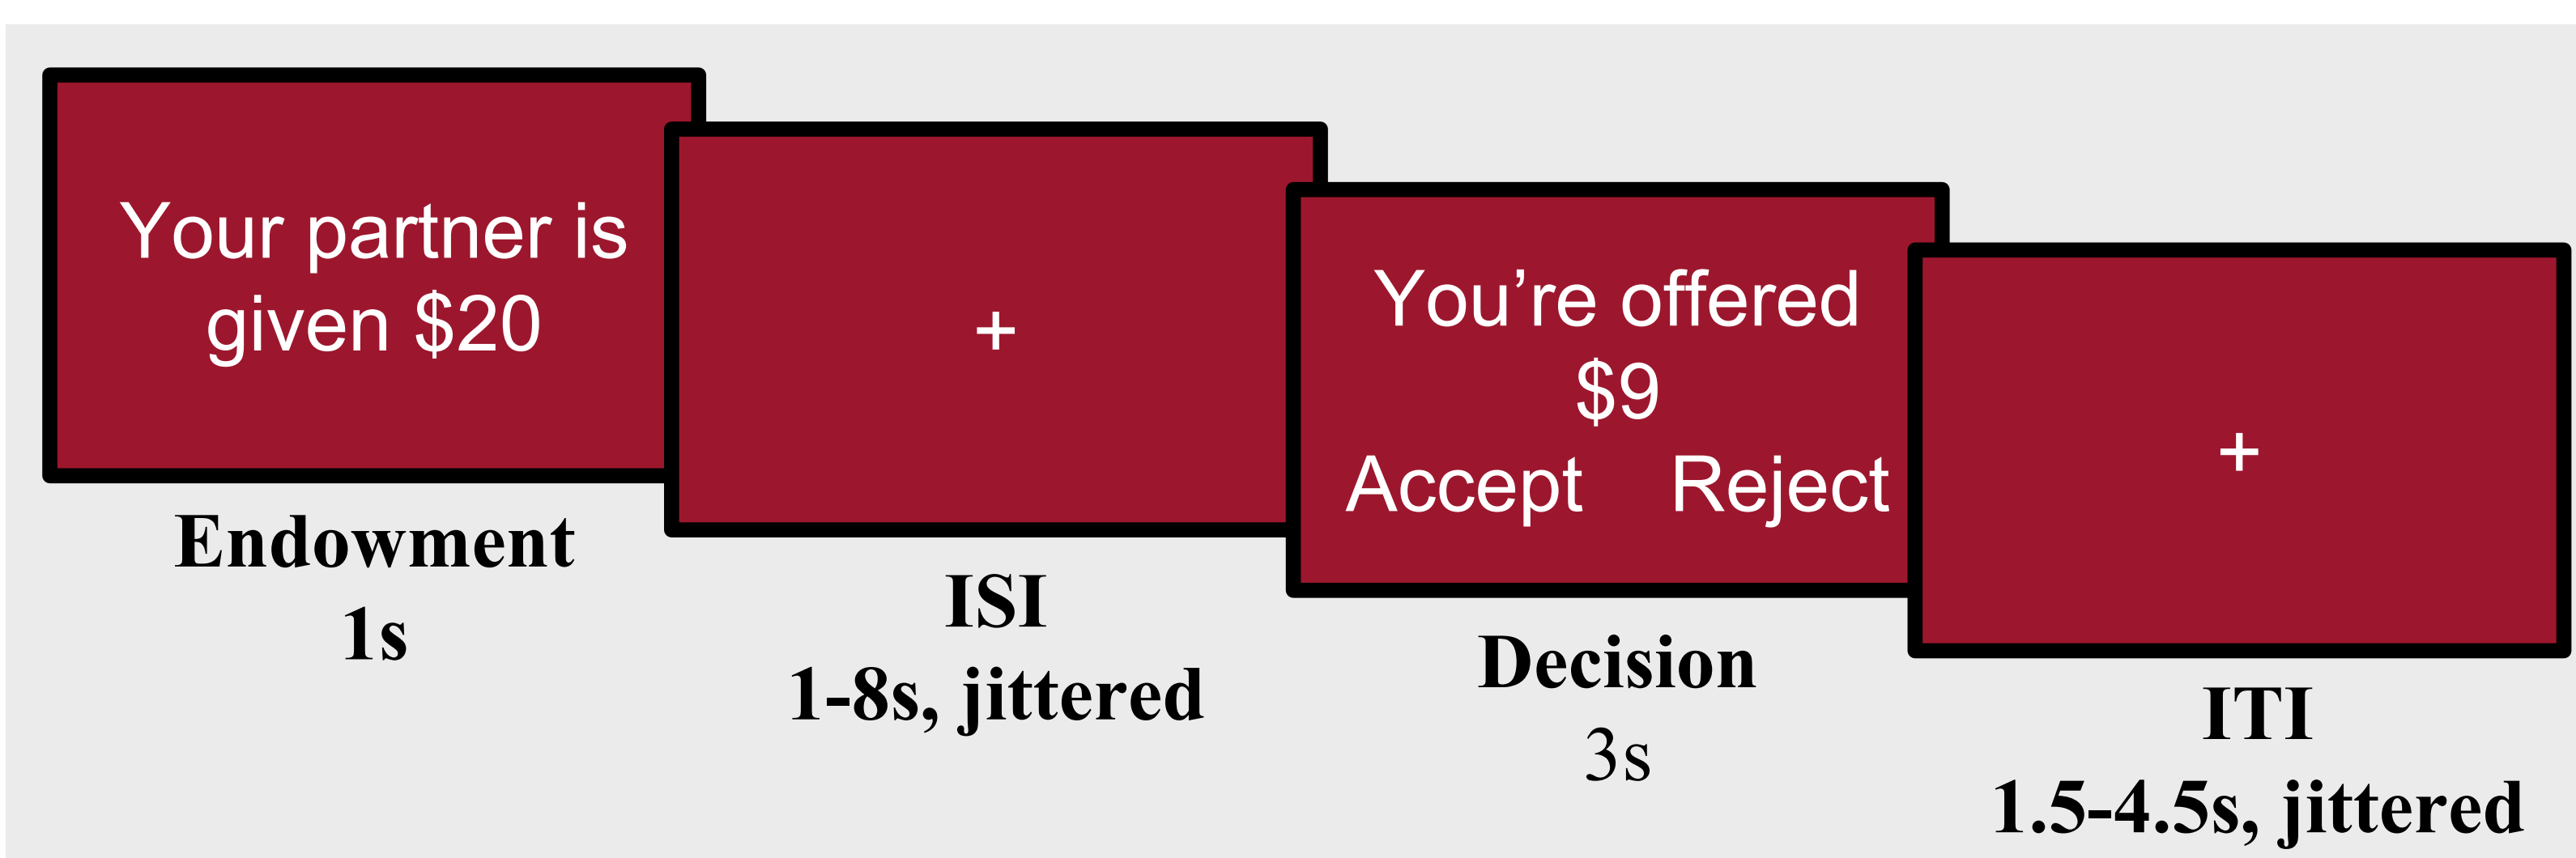 Your partner is
given $20
Endowment
1s
+
ISI
1-8s, jittered
You’re offered
$9
Accept Reject
Decision
3s
+
ITI
1.5-4.5s, jittered